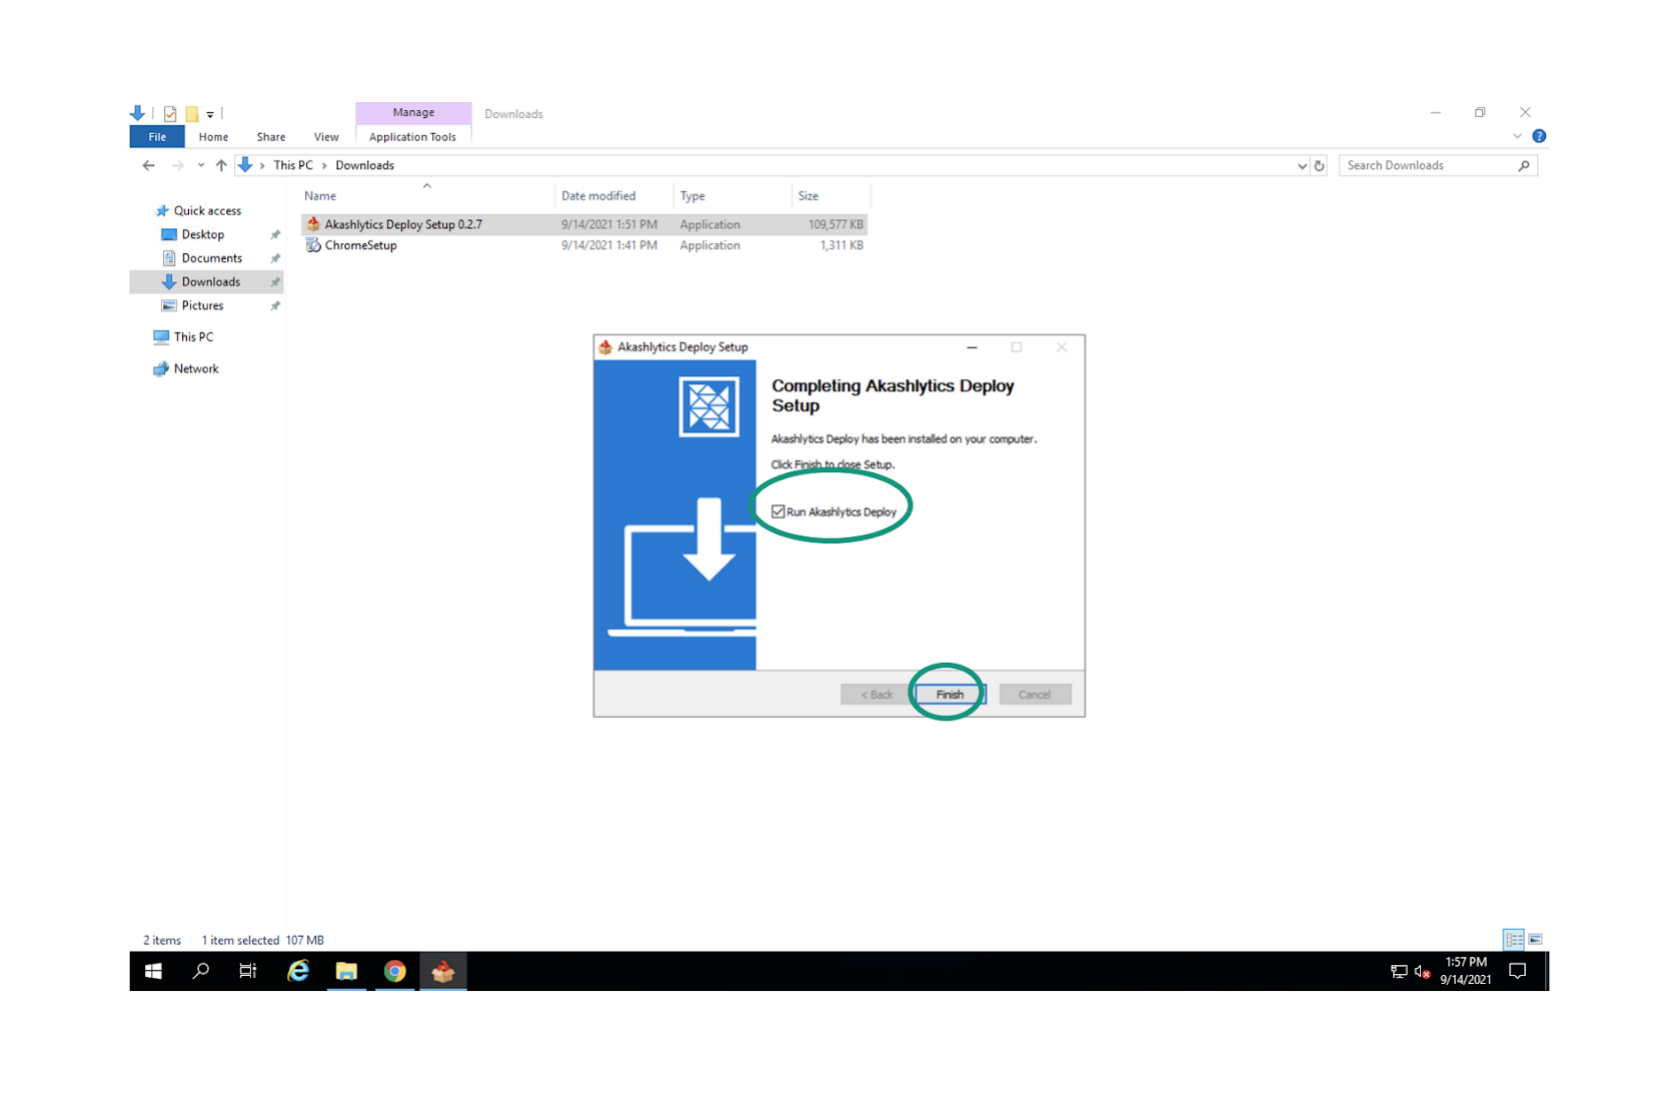 Manage Downloads
File Home Share View Application Tools
This PC Downloads Search Downloads
Name Date modified Type Size
Quick access
Desktop
Documents
Downloads
Pictures
This PC
Network
Akashlytics Deploy Setup 0.2.7 9/14/2021 1:51 PM Application 109,577 KB
ChromeSetup 9/14/2021 1:41 PM Application 1,311 KB
Akashlytics Deploy Setup
Completing Akashlytics Deploy
Setup
Akashlytics Deploy has been installed on your computer.
Click Finish to close Setup.
Run Akashlytics Deploy
< Back Finish Cancel
2 items 1 item selected 107 MB
1:57 PM
9/14/2021